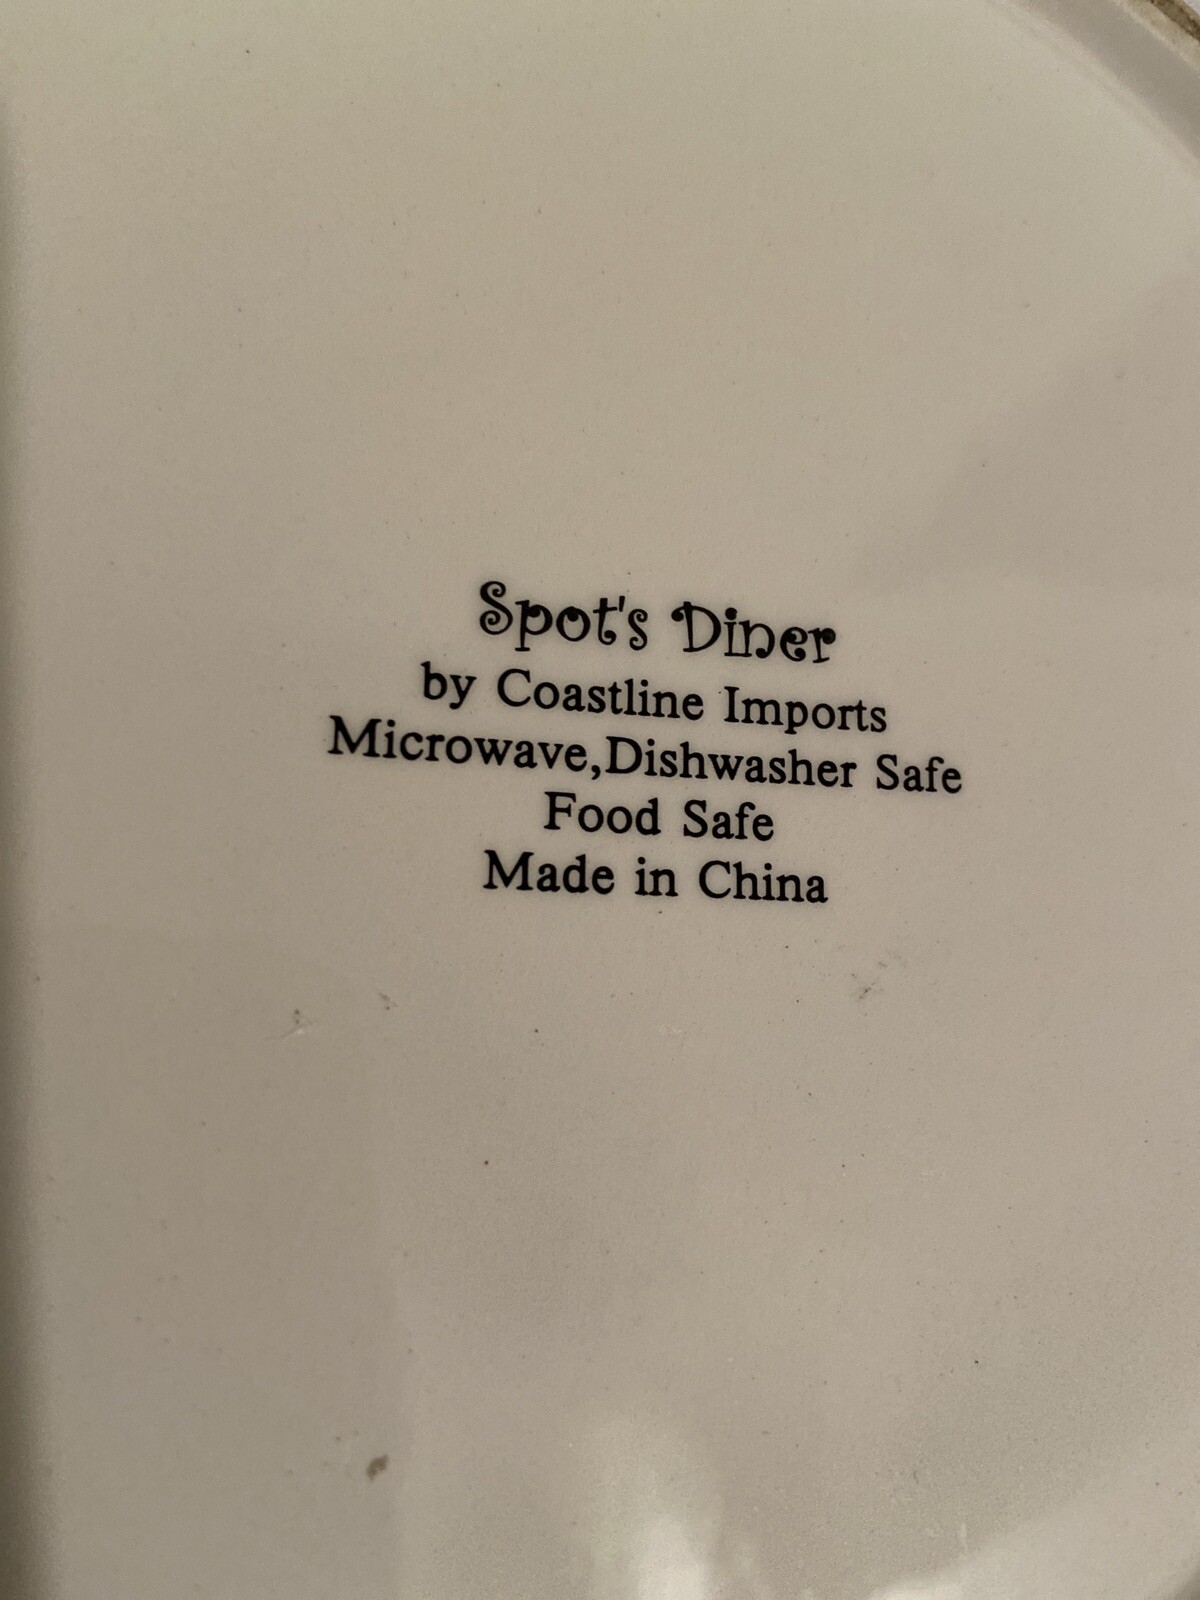 Spot's Diner
by Coastline Imports
Microwave,Dishwasher Safe
Food Safe
Made in China